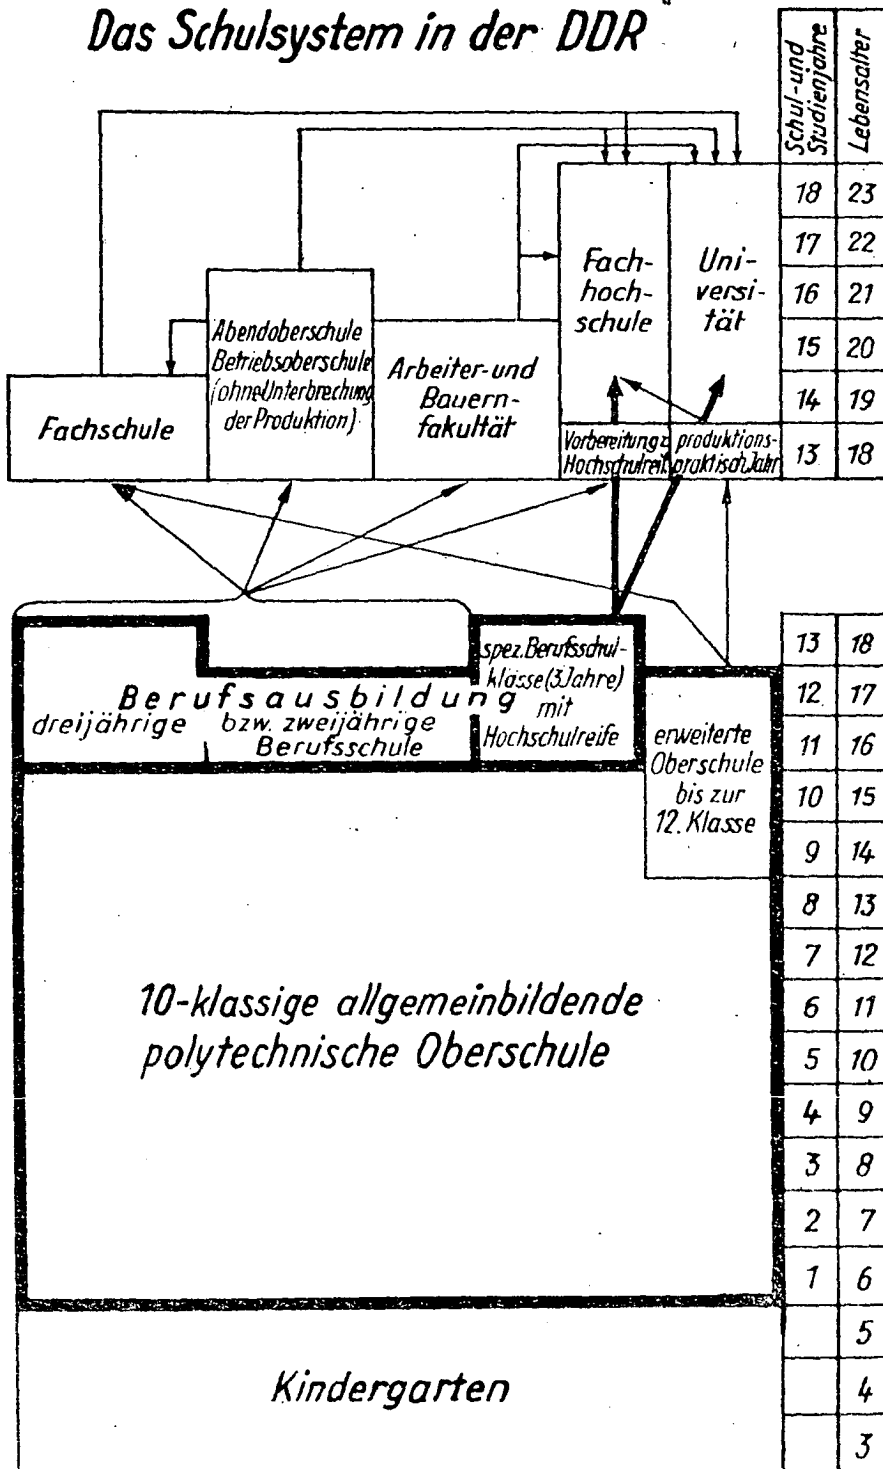 Das Schulsystem in der DDR
Schul- und
Studienjahre
Lebensalter
18 23
17 22
16 21
15 20
14 19
13 18
Fach-
hoch-
schule
Uni-
versi-
tät
Abendoberschule
Betriebsoberschule
(ohne Unterbrechung
der Produktion)
Arbeiter- und
Bauern-
fakultät
Fachschule
Vorbereitung z.
Hochschulreif.
produktions-
praktisch. Jahr
13 18
12 17
11 16
10 15
9 14
8 13
7 12
6 11
5 10
4 9
3 8
2 7
1 6
5
4
3
Berufsausbildung
dreijährige bzw. zweijährige
Berufsschule
spez. Berufsschul-
klässe (3 Jahre)
mit
Hochschulreife
erweiterte
Oberschule
bis zur
12. Klasse
10-klassige allgemeinbildende
polytechnische Oberschule
Kindergarten